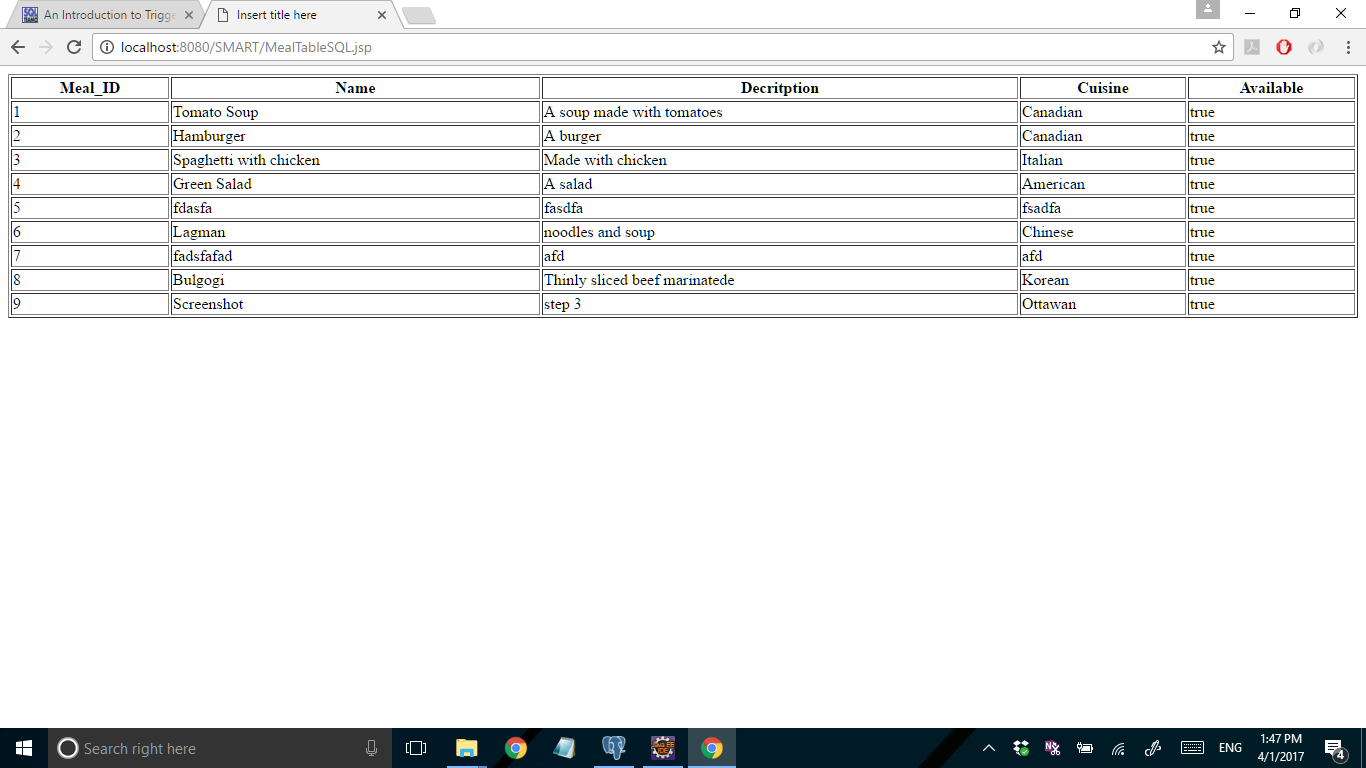 An Introduction to Trigge
Insert title here
localhost:8080/SMART/MealTableSQL.jsp
Meal_ID Name Decritption Cuisine Available
1 Tomato Soup A soup made with tomatoes Canadian true
2 Hamburger A burger Canadian true
3 Spaghetti with chicken Made with chicken Italian true
4 Green Salad A salad American true
5 fdasfa fasdfa fsadfa true
6 Lagman noodles and soup Chinese true
7 fadsfafad afd afd true
8 Bulgogi Thinly sliced beef marinatede Korean true
9 Screenshot step 3 Ottawan true
Search right here
ENG
1:47 PM
4/1/2017
4